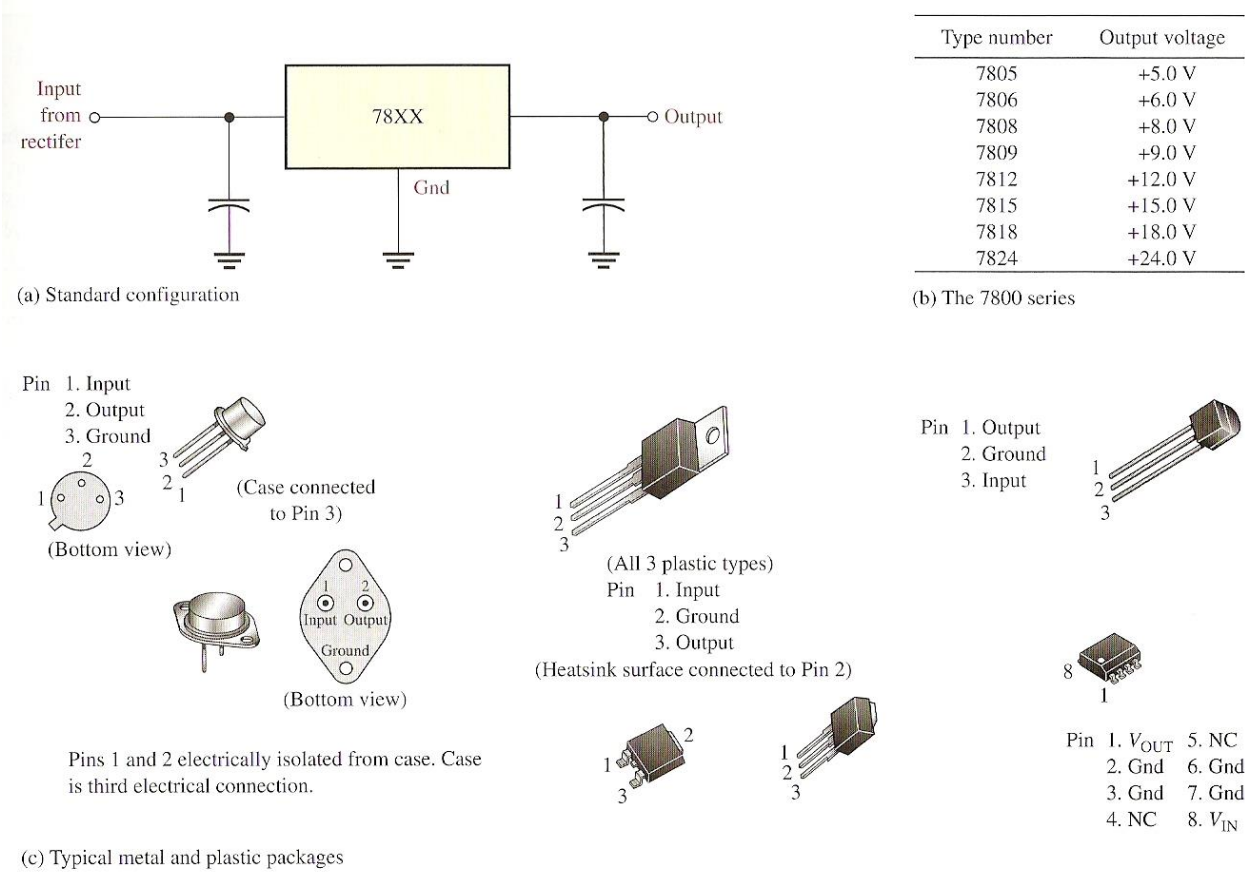 Input
from
rectifer
78XX
Gnd
Output
(a) Standard configuration
Type number Output voltage
7805 +5.0 V
7806 +6.0 V
7808 +8.0 V
7809 +9.0 V
7812 +12.0 V
7815 +15.0 V
7818 +18.0 V
7824 +24.0 V
(b) The 7800 series
Pin 1. Input
2. Output
3. Ground
2
1 3
(Bottom view)
3
2
1
(Case connected
to Pin 3)
1 2
Input Output
Ground
(Bottom view)
Pins 1 and 2 electrically isolated from case. Case
is third electrical connection.
1
2
3
(All 3 plastic types)
Pin 1. Input
2. Ground
3. Output
(Heatsink surface connected to Pin 2)
1
2
3
1
2
3
Pin 1. Output
2. Ground
3. Input
1
2
3
8
1
Pin 1. VOUT 5. NC
2. Gnd 6. Gnd
3. Gnd 7. Gnd
4. NC 8. VIN
(c) Typical metal and plastic packages